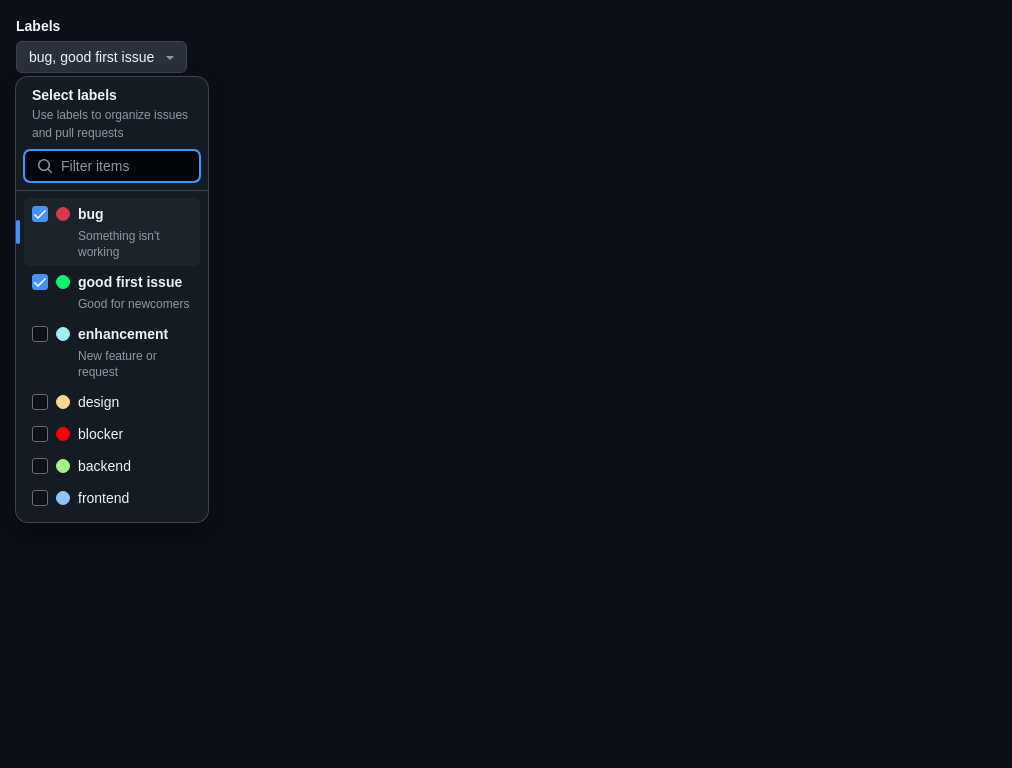 Labels
bug, good first issue
Select labels
Use labels to organize issues
and pull requests
Filter items
bug
Something isn't
working
good first issue
Good for newcomers
enhancement
New feature or
request
design
blocker
backend
frontend